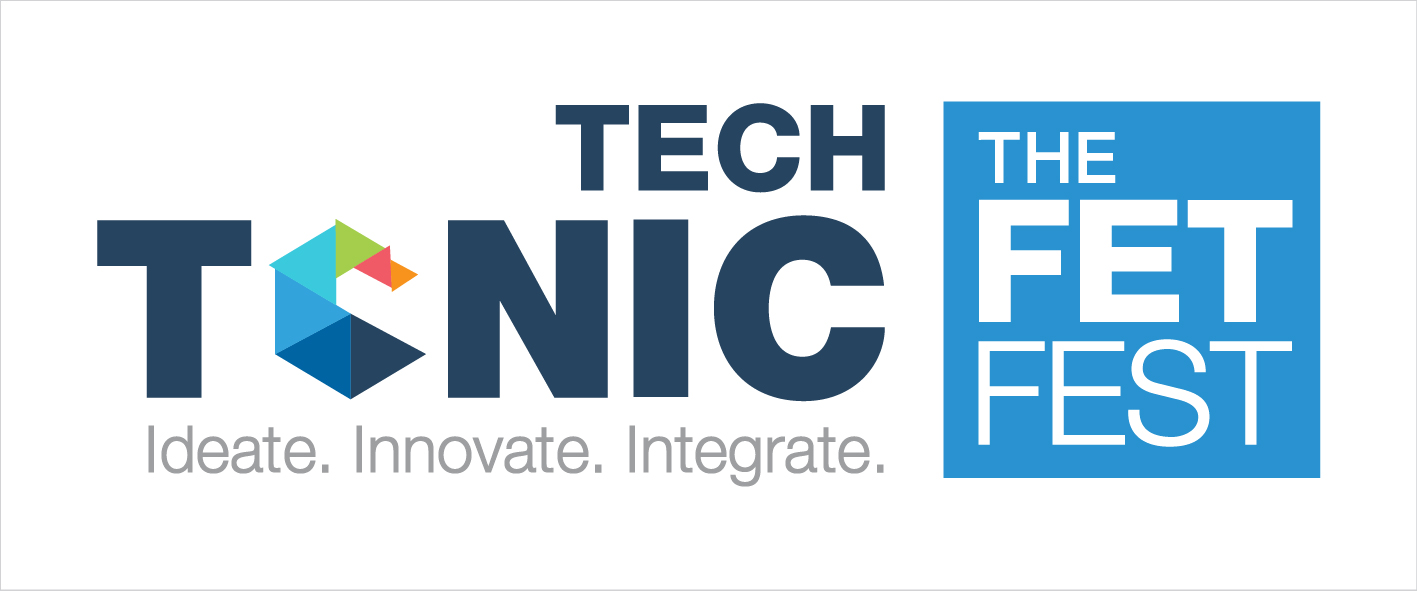 TECH
TONIC
Ideate. Innovate. Integrate.
THE
FET
FEST